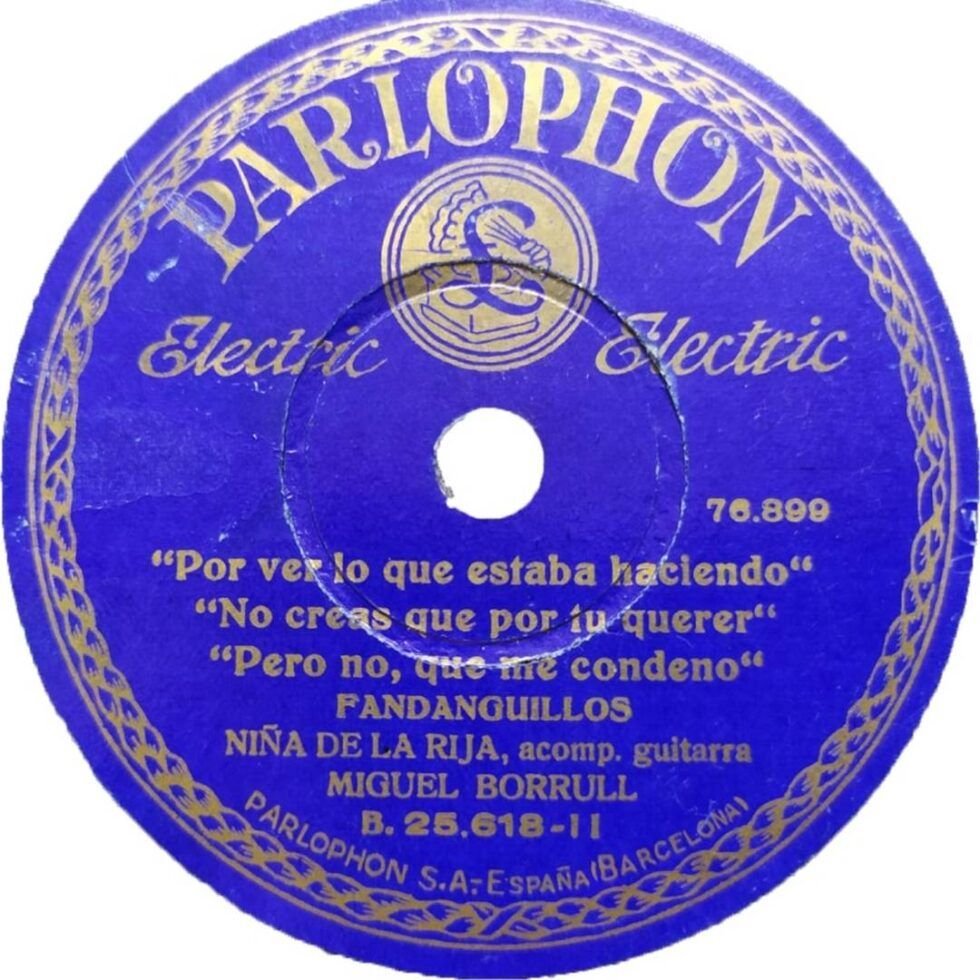 PARLOPHON
£
Electric Electric
76.899
“Por ver lo que estaba haciendo“
“No creas que por tu querer“
“Pero no, que me condeno“
FANDANGUILLOS
NIÑA DE LA RIJA, acomp. guitarra
MIGUEL BORRULL
B. 25.618-II
PARLOPHON S.A.-ESPAÑA (BARCELONA)